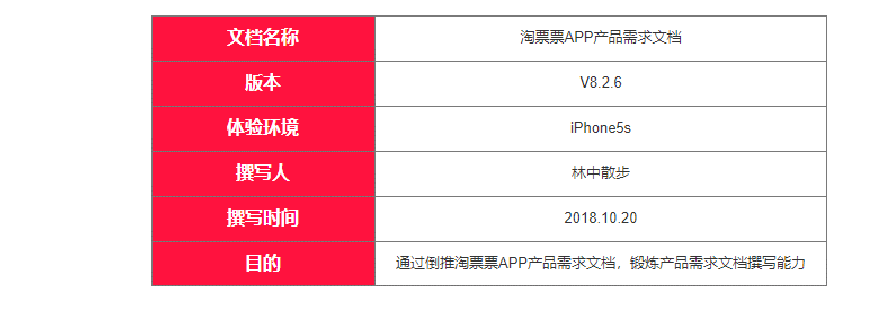 文档名称 淘票票APP产品需求文档
版本 V8.2.6
体验环境 iPhone5s
撰写人 林中散步
撰写时间 2018.10.20
目的 通过倒推淘票票APP产品需求文档，锻炼产品需求文档撰写能力